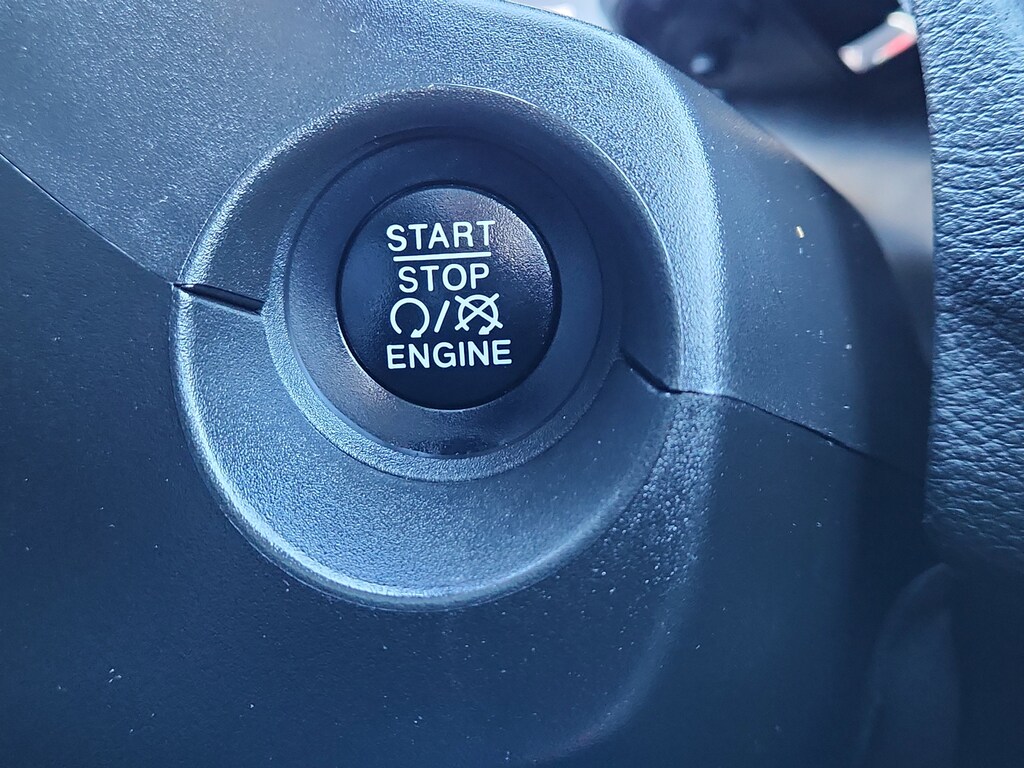 START
STOP
/
ENGINE